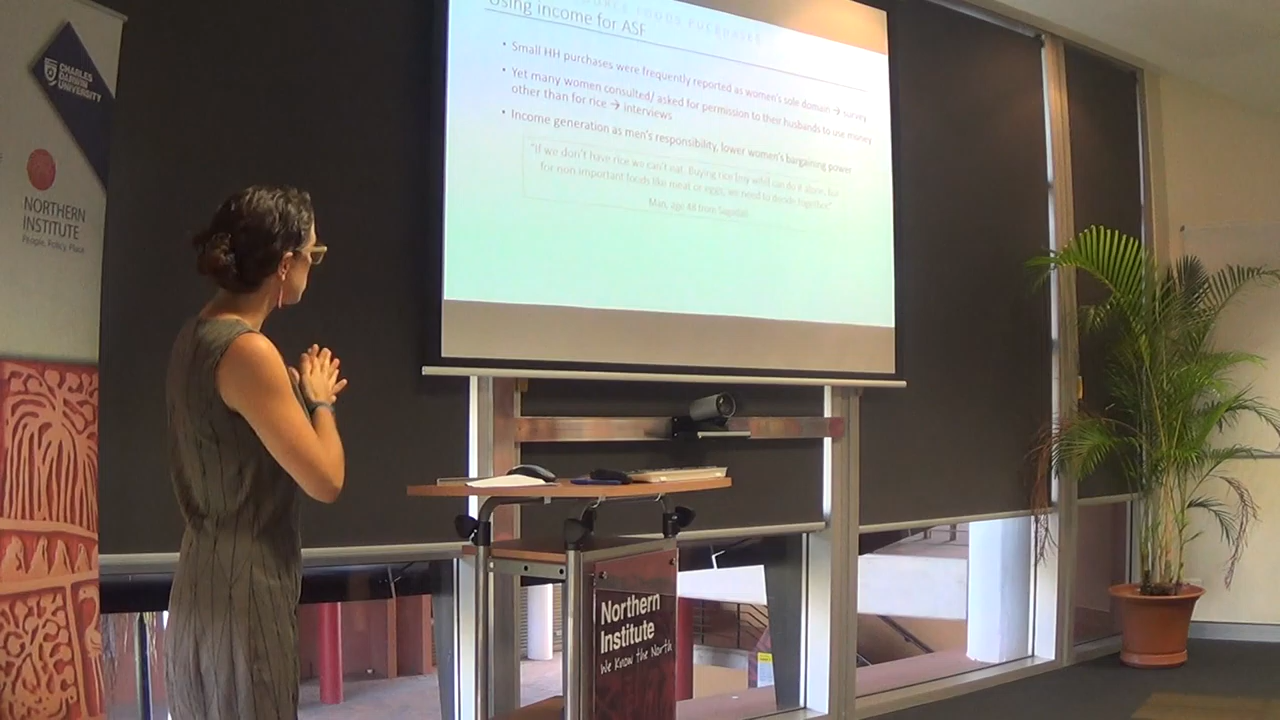 CHARLES
DARWIN
UNIVERSITY
NORTHERN
INSTITUTE
People, Policy, Place
Using income for ASF
• Small HH purchases were frequently reported as women's sole domain → survey
• Yet many women consulted/ asked for permission to their husbands to use money
other than for rice → interviews
• Income generation as men's responsibility, lower women's bargaining power
"If we don't have rice we can't eat. Buying rice [my wife] can do it alone, but
for non important foods like meat or eggs, we need to decide together."
Man, age 48 from
Northern
Institute
We Know the North